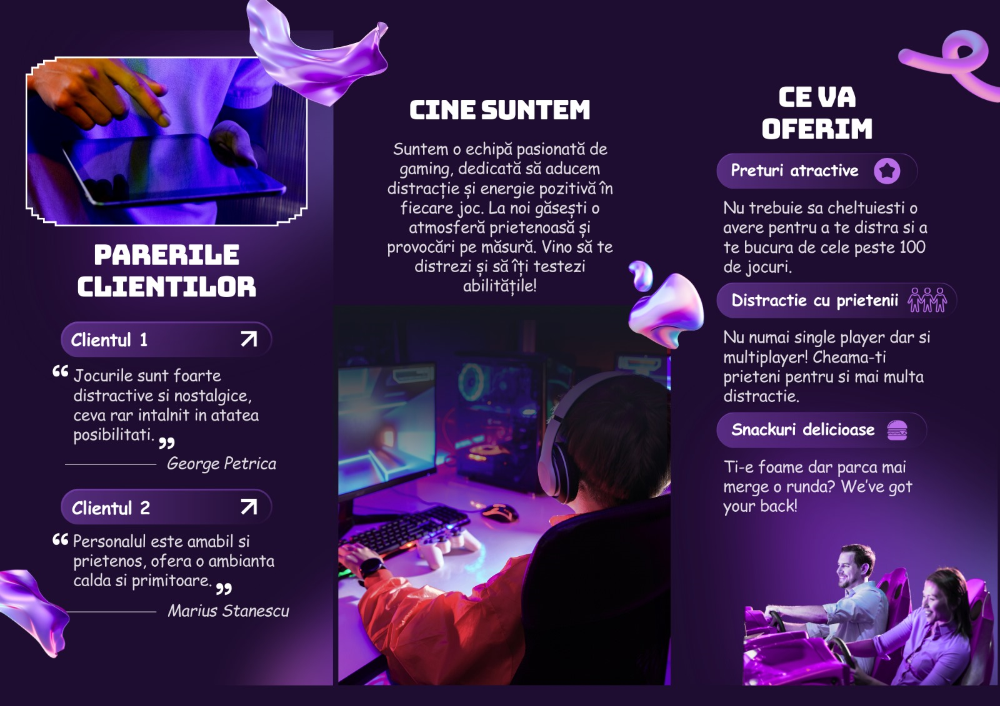 PARERILE
CLIENTILOR
Clientul 1
“ Jocurile sunt foarte
distractive si nostalgice,
ceva rar intalnit in atatea
posibilitati. ”
George Petrica
Clientul 2
“ Personalul este amabil si
prietenos, ofera o ambianta
calda si primitoare. ”
Marius Stanescu
CINE SUNTEM
Suntem o echipă pasionată de
gaming, dedicată să aducem
distracție și energie pozitivă în
fiecare joc. La noi găsești o
atmosferă prietenoasă și
provocări pe măsură. Vino să te
distrezi și să îți testezi
abilitățile!
CE VA
OFERIM
Preturi atractive
Nu trebuie sa cheltuiesti o
avere pentru a te distra si a
te bucura de cele peste 100
de jocuri.
Distractie cu prietenii
Nu numai single player dar si
multiplayer! Cheama-ti
prieteni pentru si mai multa
distractie.
Snackuri delicioase
Ti-e foame dar parca mai
merge o runda? We've got
your back!